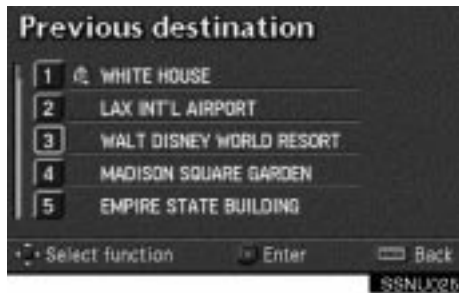 Previous destination
1 WHITE HOUSE
2 LAX INT'L AIRPORT
3 WALT DISNEY WORLD RESORT
4 MADISON SQUARE GARDEN
5 EMPIRE STATE BUILDING
Select function Enter Back
SSNU026